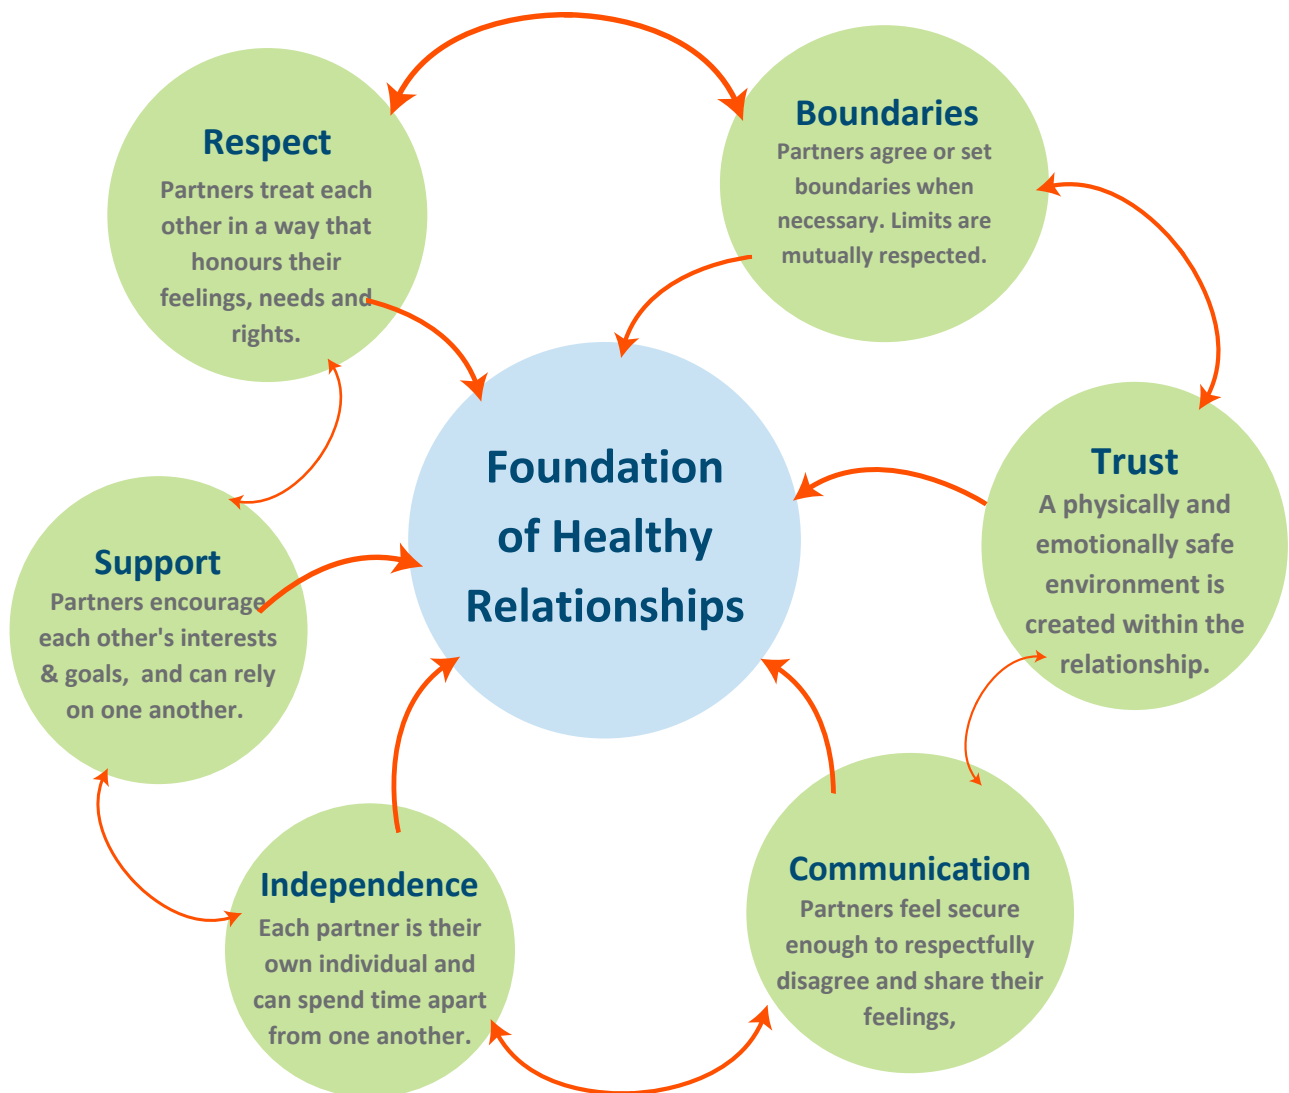 Respect
Partners treat each
other in a way that
honours their
feelings, needs and
rights.
Boundaries
Partners agree or set
boundaries when
necessary. Limits are
mutually respected.
Foundation
of Healthy
Relationships
Trust
A physically and
emotionally safe
environment is
created within the
relationship.
Support
Partners encourage
each other's interests
& goals,  and can rely
on one another.
Independence
Each partner is their
own individual and
can spend time apart
from one another.
Communication
Partners feel secure
enough to respectfully
disagree and share their
feelings,